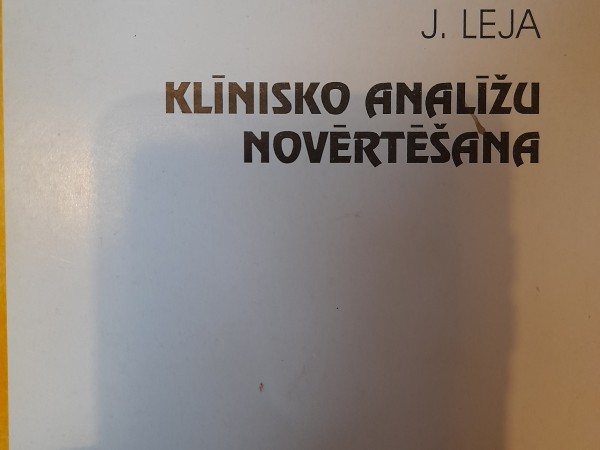 J. LEJA
KLĪNISKO ANALĪŽU
NOVĒRTĒŠANA